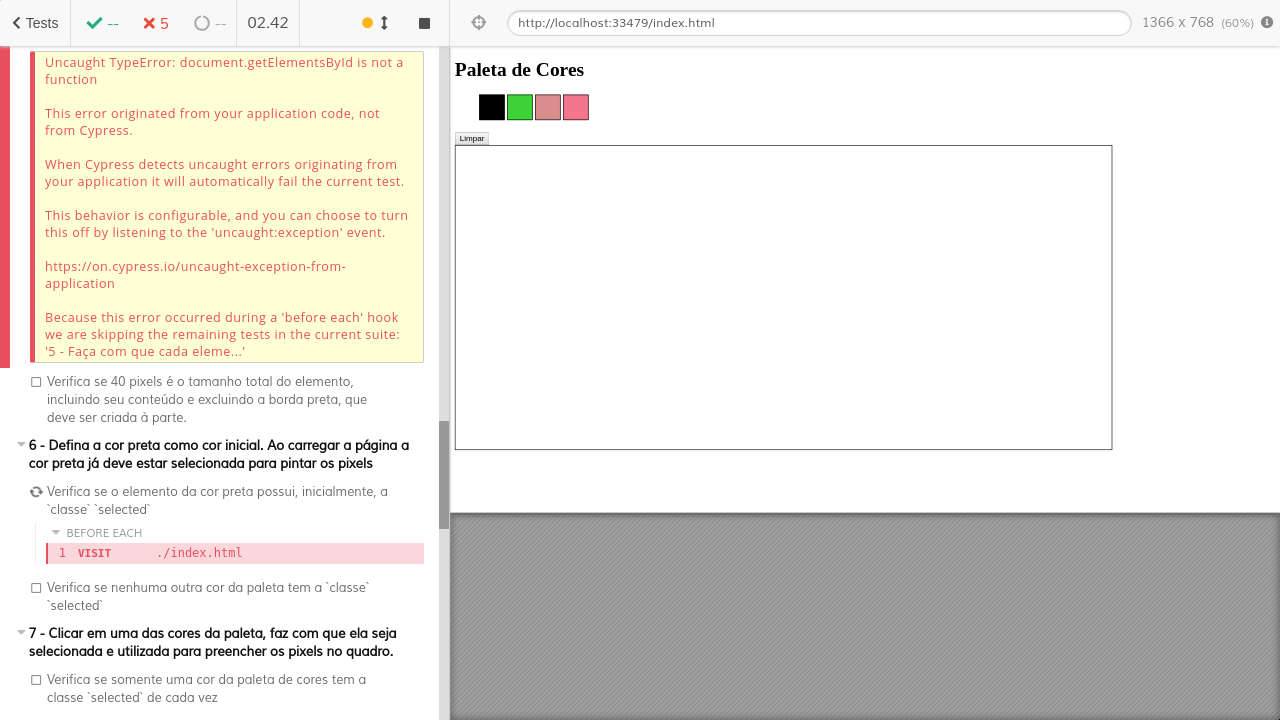 Tests
--
5
--
02.42
http://localhost:33479/index.html
1366 x 768 (60%)
Uncaught TypeError: document.getElementsById is not a
function
This error originated from your application code, not
from Cypress.
When Cypress detects uncaught errors originating from
your application it will automatically fail the current test.
This behavior is configurable, and you can choose to turn
this off by listening to the 'uncaught:exception' event.
https://on.cypress.io/uncaught-exception-from-
application
Because this error occurred during a 'before each' hook
we are skipping the remaining tests in the current suite:
'5 - Faça com que cada eleme...'
Verifica se 40 pixels é o tamanho total do elemento,
incluindo seu conteúdo e excluindo a borda preta, que
deve ser criada à parte.
6 - Defina a cor preta como cor inicial. Ao carregar a página a
cor preta já deve estar selecionada para pintar os pixels
Verifica se o elemento da cor preta possui, inicialmente, a
`classe` `selected`
BEFORE EACH
1 VISIT ./index.html
Verifica se nenhuma outra cor da paleta tem a `classe`
`selected`
7 - Clicar em uma das cores da paleta, faz com que ela seja
selecionada e utilizada para preencher os pixels no quadro.
Verifica se somente uma cor da paleta de cores tem a
classe `selected` de cada vez
Paleta de Cores
Limpar